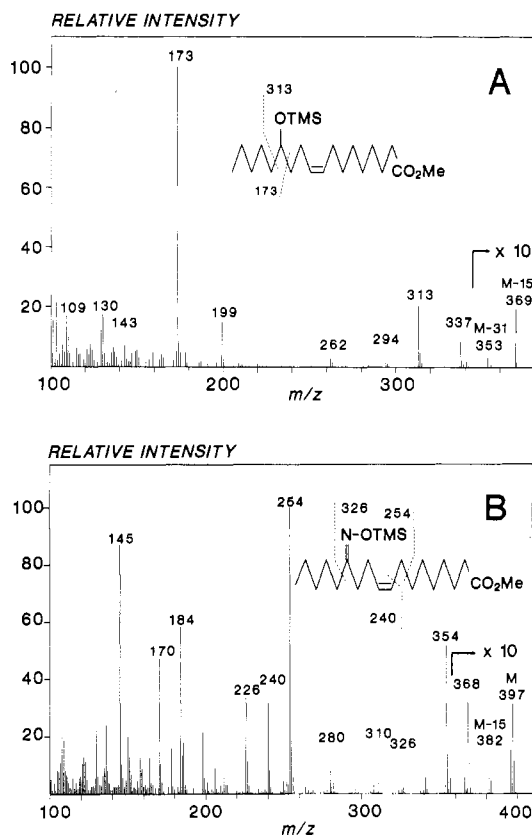 RELATIVE INTENSITY
A
100
80
60
40
20
173
313
OTMS
CO2Me
173
x 10
M-15
369
109
130
143
199
262
294
313
337
M-31
353
100
200
300
m/z
RELATIVE INTENSITY
B
100
80
60
40
20
264
326
254
N-OTMS
CO2Me
240
145
184
170
226
240
354
x 10
368
M
397
M-15
382
280
310
326
100
200
300
400
m/z